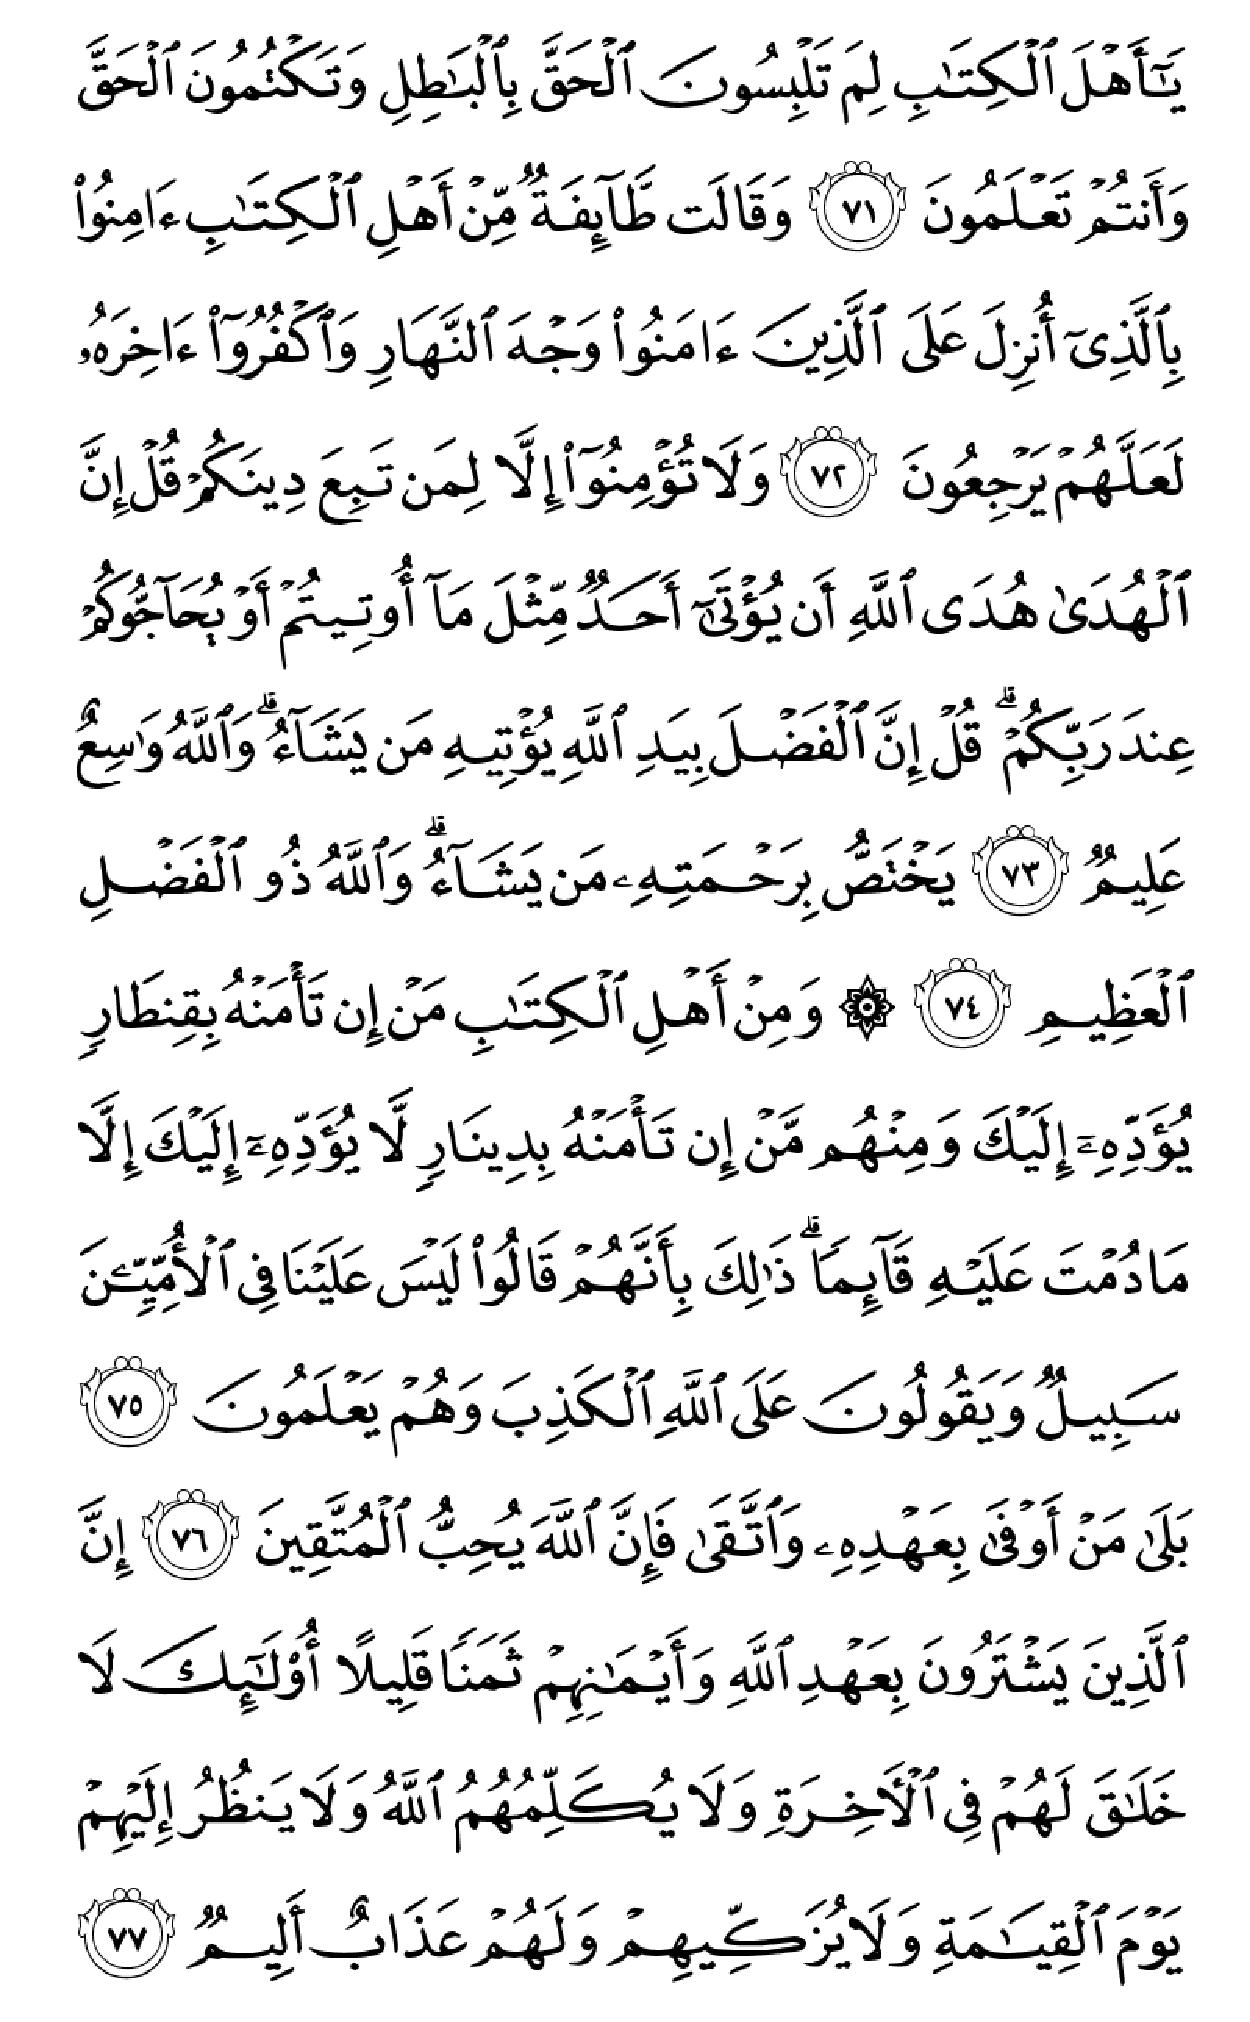 يَـٰٓأَهۡلَ ٱلۡكِتَـٰبِ لِمَ تَلۡبِسُونَ ٱلۡحَقَّ بِٱلۡبَـٰطِلِ وَتَكۡتُمُونَ ٱلۡحَقَّ
وَأَنتُمۡ تَعۡلَمُونَ ٧١ وَقَالَت طَّآئِفَةٌ مِّنۡ أَهۡلِ ٱلۡكِتَـٰبِ ءَامِنُواْ
بِٱلَّذِىٓ أُنزِلَ عَلَى ٱلَّذِينَ ءَامَنُواْ وَجۡهَ ٱلنَّهَارِ وَٱكۡفُرُوٓاْ ءَاخِرَهُۥ
لَعَلَّهُمۡ يَرۡجِعُونَ ٧٢ وَلَا تُؤۡمِنُوٓاْ إِلَّا لِمَن تَبِعَ دِينَكُمۡ قُلۡ إِنَّ
ٱلۡهُدَىٰ هُدَى ٱللَّهِ أَن يُؤۡتَىٰٓ أَحَدٌ مِّثۡلَ مَآ أُوتِيتُمۡ أَوۡ يُحَآجُّوكُمۡ
عِندَ رَبِّكُمۡۗ قُلۡ إِنَّ ٱلۡفَضۡلَ بِيَدِ ٱللَّهِ يُؤۡتِيهِ مَن يَشَآءُۗ وَٱللَّهُ وَٰسِعٌ
عَلِيمٌ ٧٣ يَخۡتَصُّ بِرَحۡمَتِهِۦ مَن يَشَآءُۗ وَٱللَّهُ ذُو ٱلۡفَضۡلِ
ٱلۡعَظِيمِ ٧٤ ۞ وَمِنۡ أَهۡلِ ٱلۡكِتَـٰبِ مَنۡ إِن تَأۡمَنۡهُ بِقِنطَارٍ
يُؤَدِّهِۦٓ إِلَيۡكَ وَمِنۡهُم مَّنۡ إِن تَأۡمَنۡهُ بِدِينَارٍ لَّا يُؤَدِّهِۦٓ إِلَيۡكَ إِلَّا
مَا دُمۡتَ عَلَيۡهِ قَآئِمًاۗ ذَٰلِكَ بِأَنَّهُمۡ قَالُواْ لَيۡسَ عَلَيۡنَا فِى ٱلۡأُمِّيِّـۧنَ
سَبِيلٌ وَيَقُولُونَ عَلَى ٱللَّهِ ٱلۡكَذِبَ وَهُمۡ يَعۡلَمُونَ ٧٥
بَلَىٰ مَنۡ أَوۡفَىٰ بِعَهۡدِهِۦ وَٱتَّقَىٰ فَإِنَّ ٱللَّهَ يُحِبُّ ٱلۡمُتَّقِينَ ٧٦ إِنَّ
ٱلَّذِينَ يَشۡتَرُونَ بِعَهۡدِ ٱللَّهِ وَأَيۡمَـٰنِهِمۡ ثَمَنًا قَلِيلًا أُوْلَـٰٓئِكَ لَا
خَلَـٰقَ لَهُمۡ فِى ٱلۡأَخِرَةِ وَلَا يُكَلِّمُهُمُ ٱللَّهُ وَلَا يَنظُرُ إِلَيۡهِمۡ
يَوۡمَ ٱلۡقِيَـٰمَةِ وَلَا يُزَكِّيهِمۡ وَلَهُمۡ عَذَابٌ أَلِيمٌ ٧٧